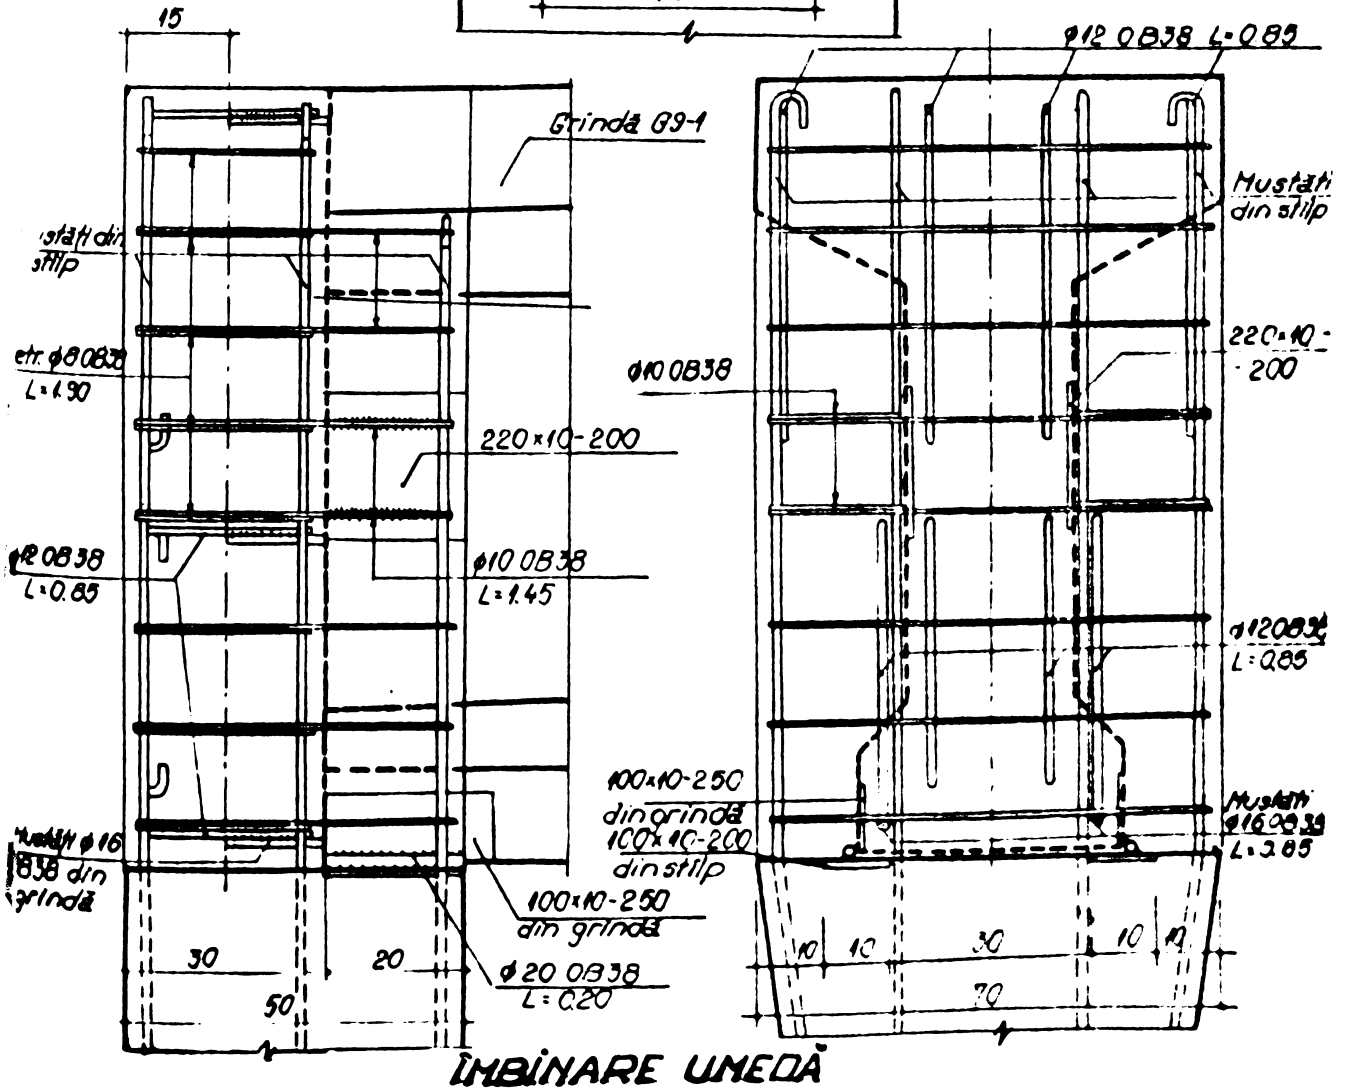 15
Φ12 OB38 L=0.85
Grindă G9-1
Mustăți
din stîlp
stăți din
stîlp
etr. Φ8 OB38
L=1.90
Φ10 OB38
220×10-
-200
220×10-200
Φ12 OB38
L=0.85
Φ10 OB38
L=1.45
Φ12 OB38
L=0.85
100×10-250
din grindă
100×10-200
din stîlp
Mustăți
Φ16 OB38
L=0.85
Mustăți Φ16
OB38 din
grindă
100×10-250
din grindă
Φ20 OB38
L=0.20
30
20
50
10
10
30
10
10
70
ÎMBINARE UMEDĂ